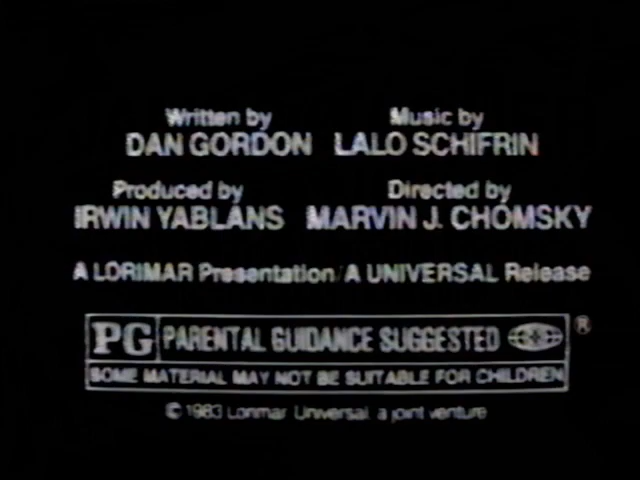 Written by Music by
DAN GORDON LALO SCHIFRIN
Produced by Directed by
IRWIN YABLANS MARVIN J. CHOMSKY
A LORIMAR Presentation/A UNIVERSAL Release
PG PARENTAL GUIDANCE SUGGESTED ®
SOME MATERIAL MAY NOT BE SUITABLE FOR CHILDREN
© 1983 Lorimar Universal, a joint venture